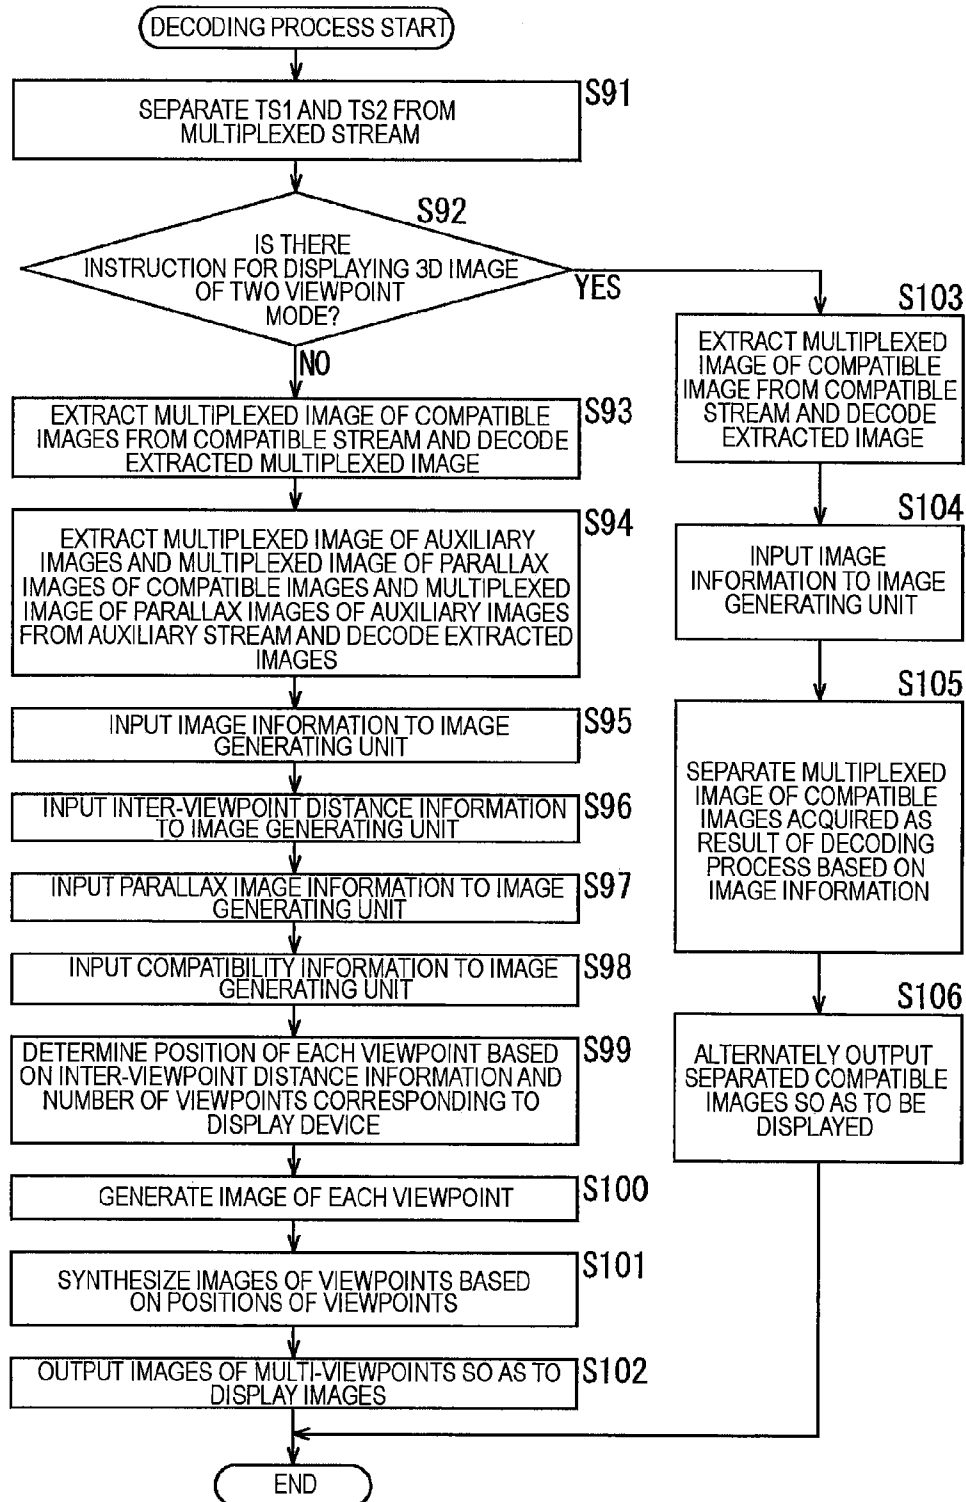 DECODING PROCESS START
S91
SEPARATE TS1 AND TS2 FROM
MULTIPLEXED STREAM
S92
IS THERE
INSTRUCTION FOR DISPLAYING 3D IMAGE
OF TWO VIEWPOINT
MODE?
YES
NO
S93
EXTRACT MULTIPLEXED IMAGE OF COMPATIBLE
IMAGES FROM COMPATIBLE STREAM AND DECODE
EXTRACTED MULTIPLEXED IMAGE
S94
EXTRACT MULTIPLEXED IMAGE OF AUXILIARY
IMAGES AND MULTIPLEXED IMAGE OF PARALLAX
IMAGES OF COMPATIBLE IMAGES AND MULTIPLEXED
IMAGE OF PARALLAX IMAGES OF AUXILIARY IMAGES
FROM AUXILIARY STREAM AND DECODE EXTRACTED
IMAGES
S95
INPUT IMAGE INFORMATION TO IMAGE
GENERATING UNIT
S96
INPUT INTER-VIEWPOINT DISTANCE INFORMATION
TO IMAGE GENERATING UNIT
S97
INPUT PARALLAX IMAGE INFORMATION TO IMAGE
GENERATING UNIT
S98
INPUT COMPATIBILITY INFORMATION TO IMAGE
GENERATING UNIT
S99
DETERMINE POSITION OF EACH VIEWPOINT BASED
ON INTER-VIEWPOINT DISTANCE INFORMATION AND
NUMBER OF VIEWPOINTS CORRESPONDING TO
DISPLAY DEVICE
S100
GENERATE IMAGE OF EACH VIEWPOINT
S101
SYNTHESIZE IMAGES OF VIEWPOINTS BASED
ON POSITIONS OF VIEWPOINTS
S102
OUTPUT IMAGES OF MULTI-VIEWPOINTS SO AS TO
DISPLAY IMAGES
S103
EXTRACT MULTIPLEXED
IMAGE OF COMPATIBLE
IMAGE FROM COMPATIBLE
STREAM AND DECODE
EXTRACTED IMAGE
S104
INPUT IMAGE
INFORMATION TO IMAGE
GENERATING UNIT
S105
SEPARATE MULTIPLEXED
IMAGE OF COMPATIBLE
IMAGES ACQUIRED AS
RESULT OF DECODING
PROCESS BASED ON
IMAGE INFORMATION
S106
ALTERNATELY OUTPUT
SEPARATED COMPATIBLE
IMAGES SO AS TO BE
DISPLAYED
END